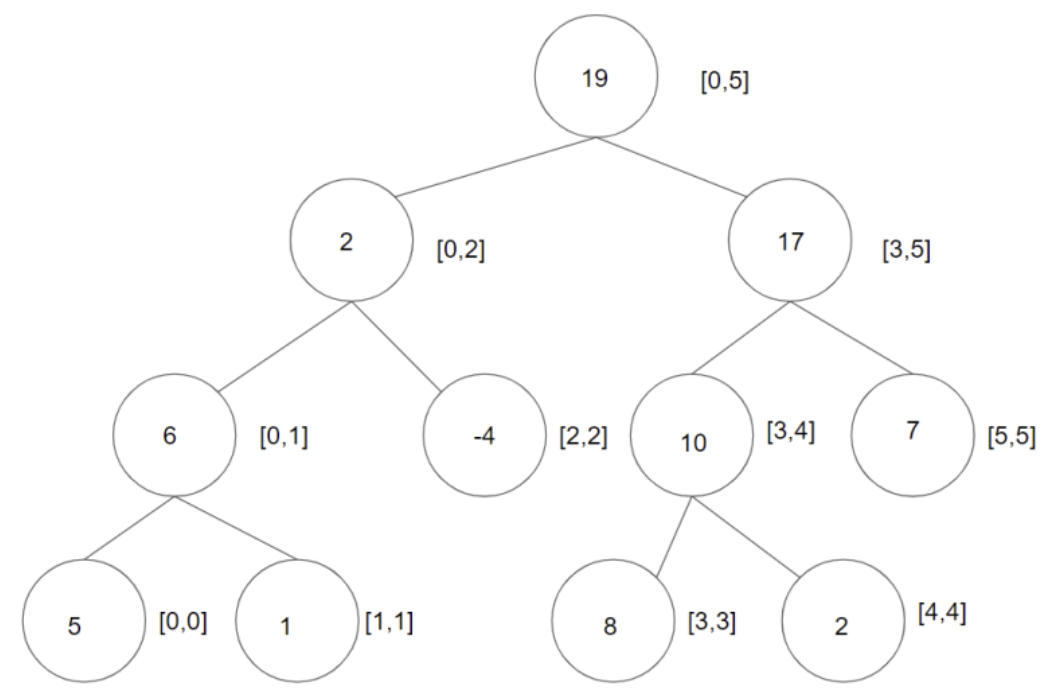 19 [0,5]
2 [0,2] 17 [3,5]
6 [0,1] -4 [2,2] 10 [3,4] 7 [5,5]
5 [0,0] 1 [1,1] 8 [3,3] 2 [4,4]